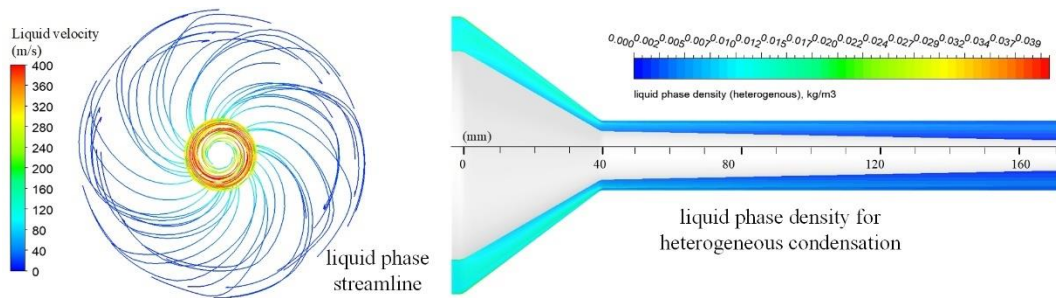 Liquid velocity
(m/s)
400
360
320
280
240
200
160
120
80
40
0
liquid phase
streamline
0.000 0.002 0.005 0.007 0.010 0.012 0.015 0.017 0.020 0.022 0.024 0.027 0.029 0.032 0.034 0.037 0.039
liquid phase density (heterogenous), kg/m3
(mm)
0 40 80 120 160
liquid phase density for
heterogeneous condensation